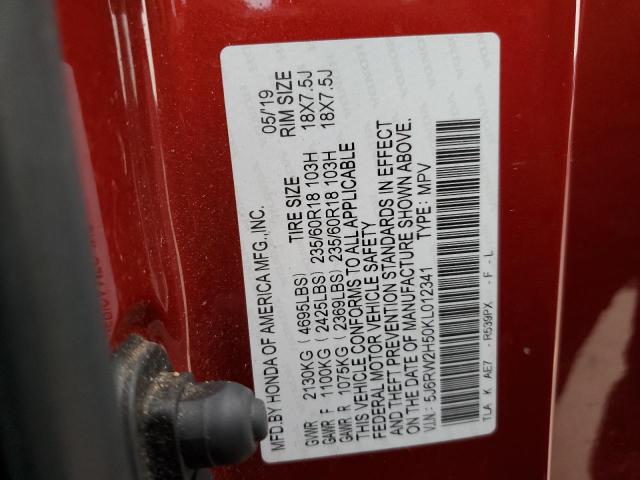 MFD.BY HONDA OF AMERICA MFG.,INC. 05/'19
TIRE SIZE RIM SIZE
GVWR 2130KG (4695LBS)
GAWR F 1100KG (2425LBS) 235/60R18 103H 18X7.5J
GAWR R 1075KG (2369LBS) 235/60R18 103H 18X7.5J
THIS VEHICLE CONFORMS TO ALL APPLICABLE
FEDERAL MOTOR VEHICLE SAFETY
AND THEFT PREVENTION STANDARDS IN EFFECT
ON THE DATE OF MANUFACTURE SHOWN ABOVE.
V.I.N.: 5J6RW2H50KL012341 TYPE: MPV
TLA K AE7 - R539PX - F - L